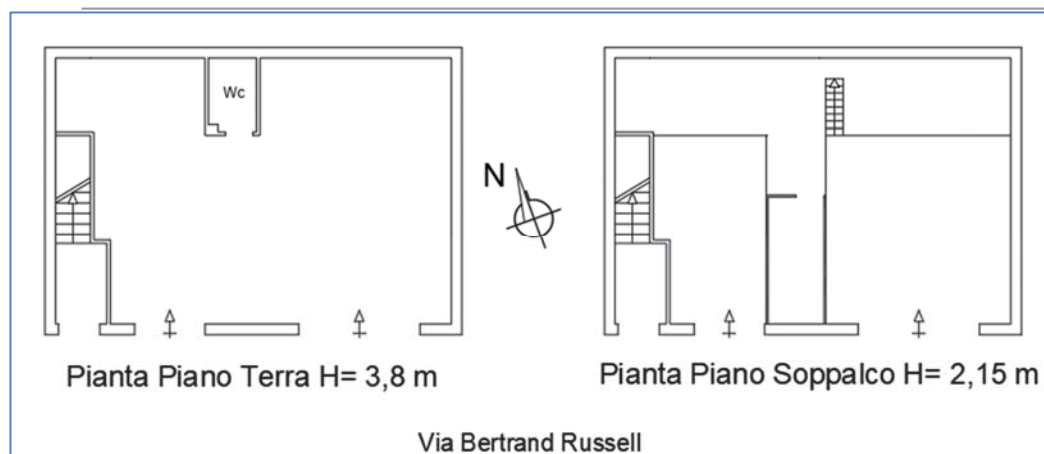 Wc
N
Pianta Piano Terra H= 3,8 m
Pianta Piano Soppalco H= 2,15 m
Via Bertrand Russell